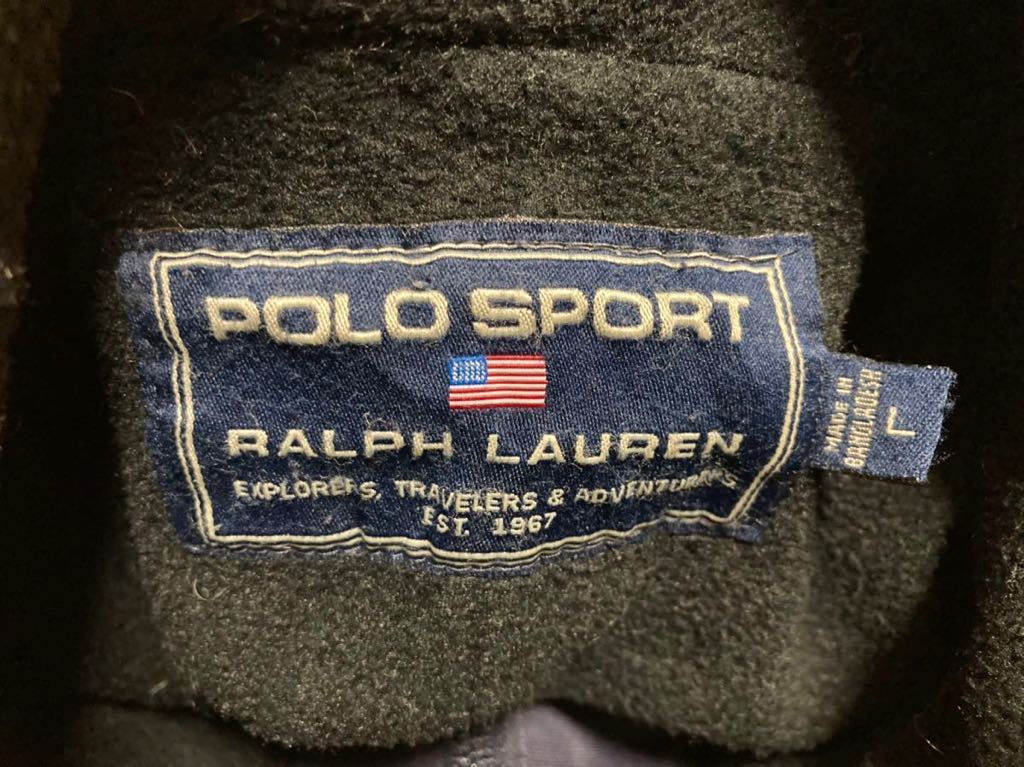 POLO SPORT
RALPH LAUREN
EXPLORERS, TRAVELERS & ADVENTURERS
EST. 1967
MADE IN
BANGLADESH
L